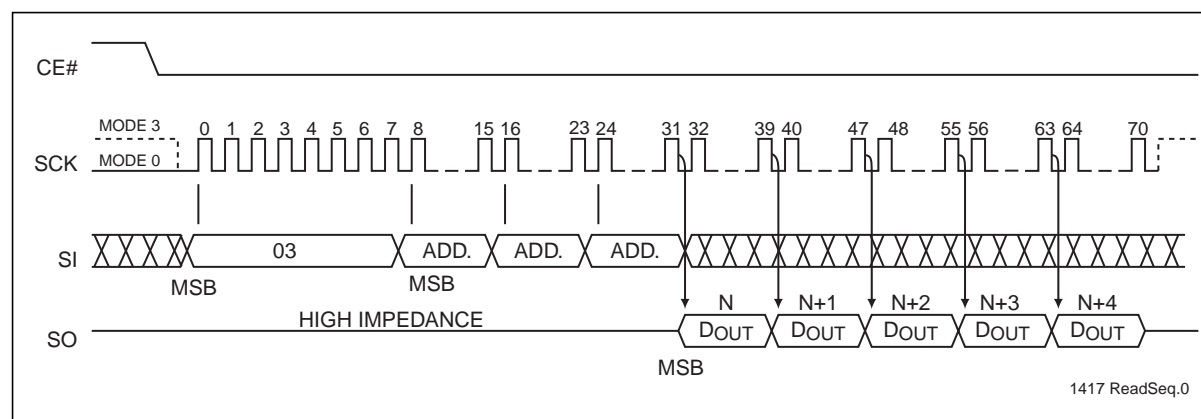 CE#
MODE 3
0 1 2 3 4 5 6 7 8 15 16 23 24 31 32 39 40 47 48 55 56 63 64 70
SCK MODE 0
SI 03 ADD. ADD. ADD.
MSB MSB
N N+1 N+2 N+3 N+4
HIGH IMPEDANCE
SO DOUT DOUT DOUT DOUT DOUT
MSB
1417 ReadSeq.0